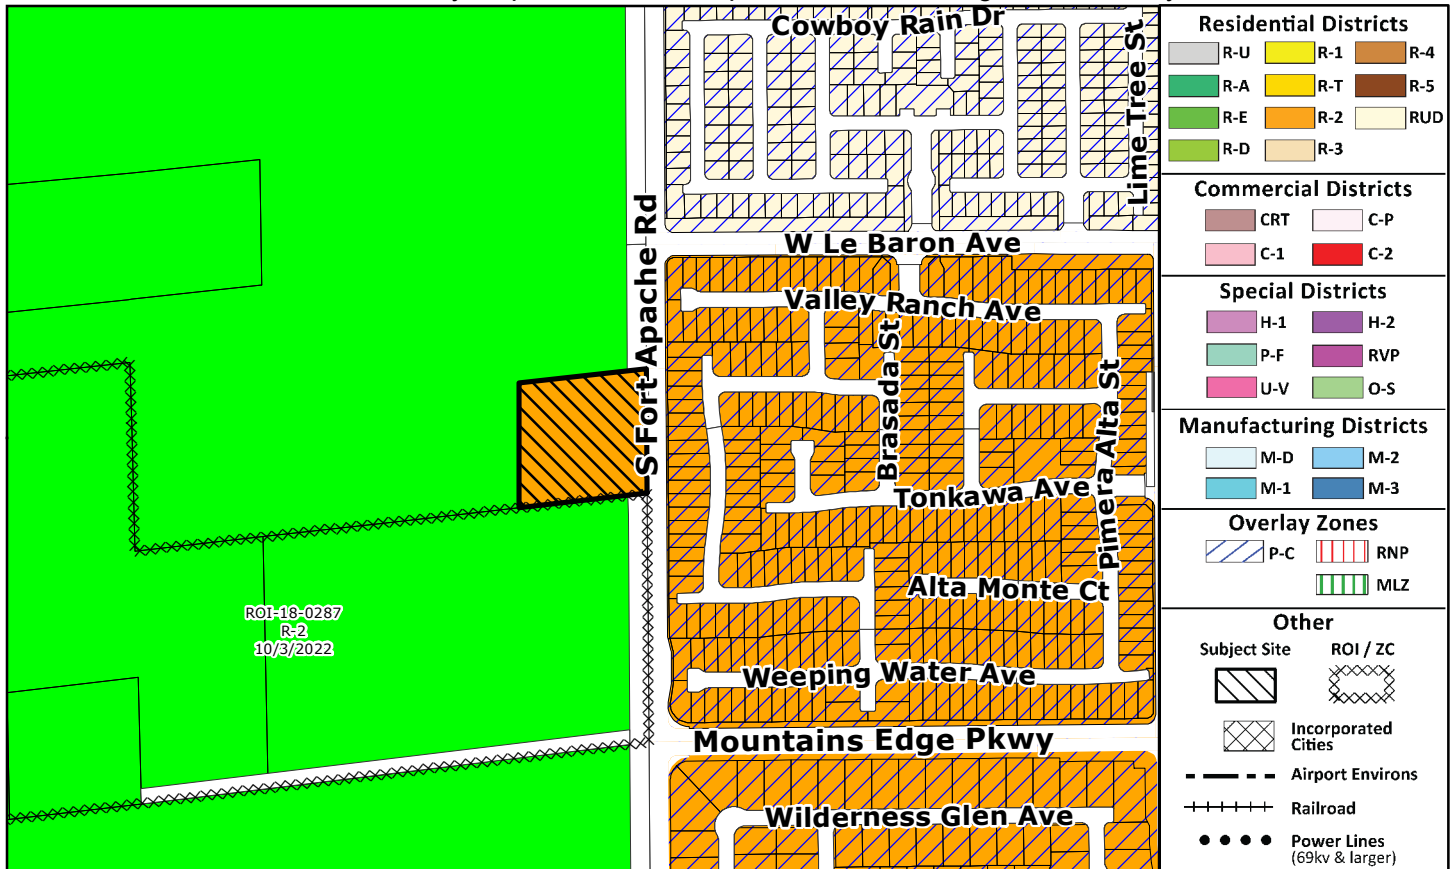 Cowboy Rain Dr
Lime Tree St
S Fort Apache Rd
W Le Baron Ave
Valley Ranch Ave
Brasada St
Pimera Alta St
Tonkawa Ave
Alta Monte Ct
ROI-18-0287
R-2
10/3/2022
Weeping Water Ave
Mountains Edge Pkwy
Wilderness Glen Ave
Residential Districts
R-U R-1 R-4
R-A R-T R-5
R-E R-2 RUD
R-D R-3
Commercial Districts
CRT C-P
C-1 C-2
Special Districts
H-1 H-2
P-F RVP
U-V O-S
Manufacturing Districts
M-D M-2
M-1 M-3
Overlay Zones
P-C RNP
MLZ
Other
Subject Site ROI / ZC
Incorporated
Cities
Airport Environs
Railroad
Power Lines
(69kv & larger)